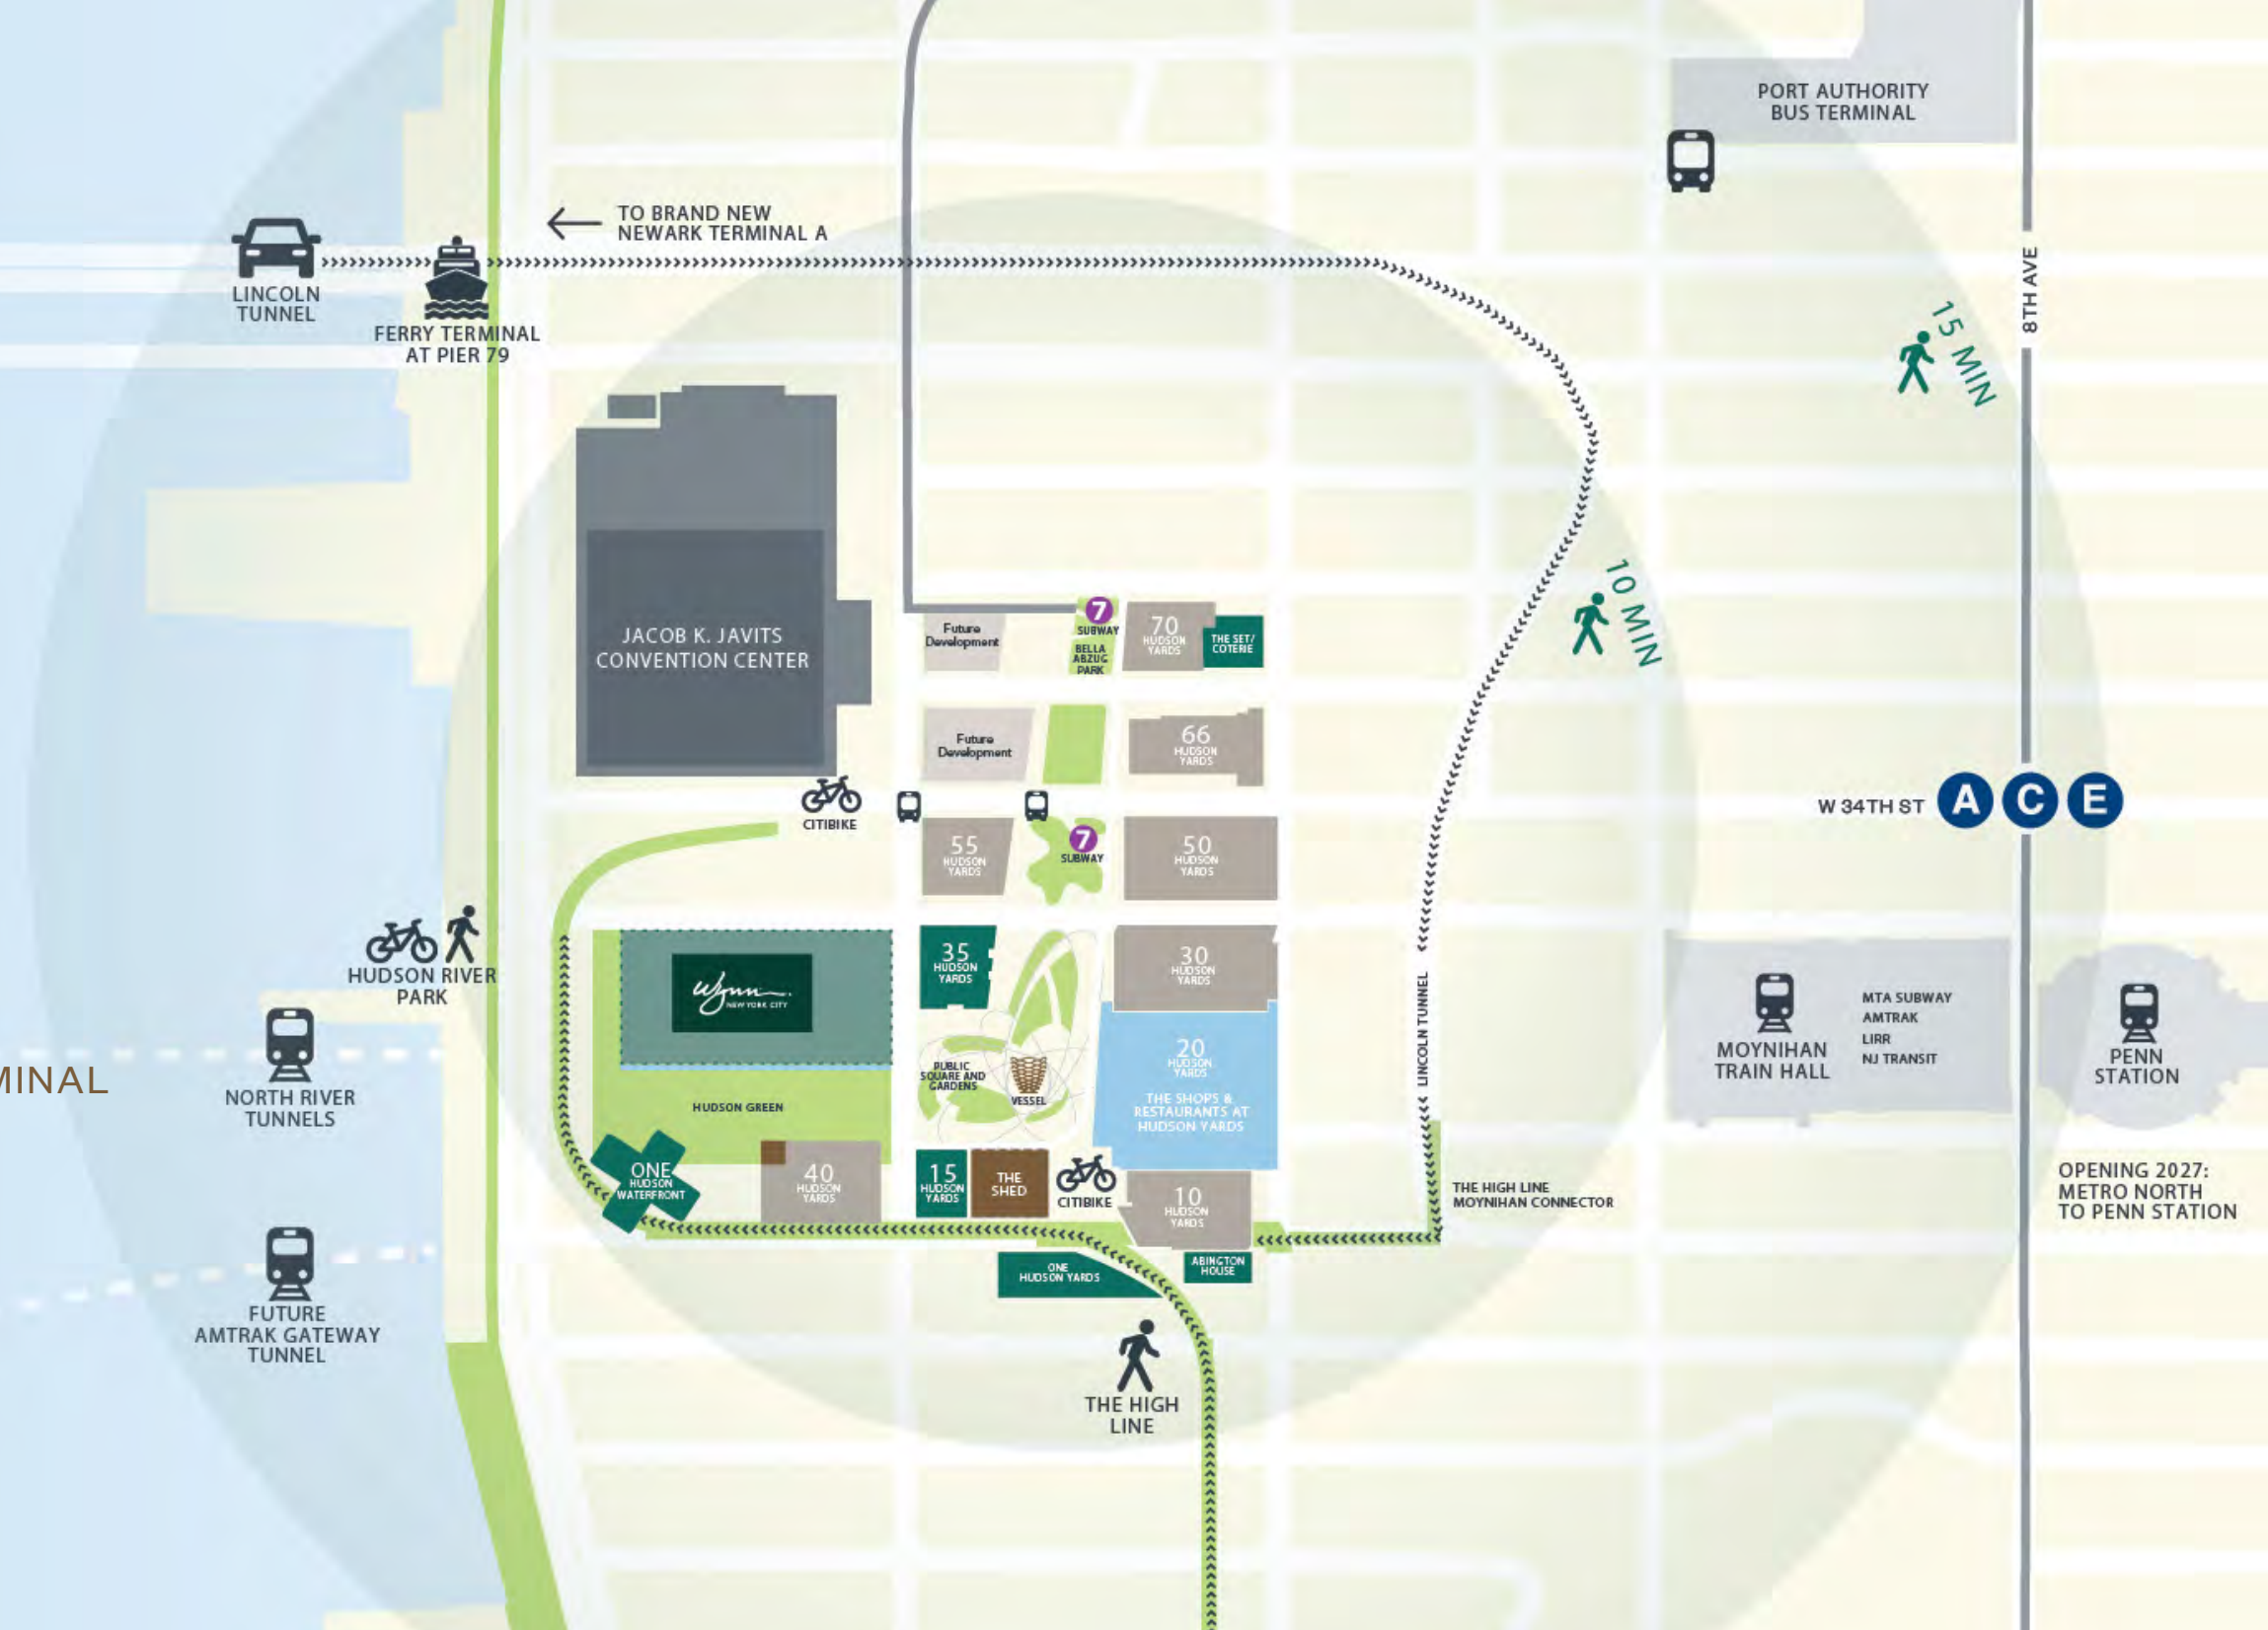 PORT AUTHORITY
BUS TERMINAL
TO BRAND NEW
NEWARK TERMINAL A
LINCOLN
TUNNEL
FERRY TERMINAL
AT PIER 79
8TH AVE
15 MIN
10 MIN
JACOB K. JAVITS
CONVENTION CENTER
Future
Development
7
SUBWAY
BELLA
ABZUG
PARK
70
HUDSON
YARDS
THE SET/
COTERIE
Future
Development
66
HUDSON
YARDS
CITIBIKE
W 34TH ST
A C E
55
HUDSON
YARDS
7
SUBWAY
50
HUDSON
YARDS
HUDSON RIVER
PARK
Wynn
NEW YORK CITY
35
HUDSON
YARDS
30
HUDSON
YARDS
LINCOLN TUNNEL
MOYNIHAN
TRAIN HALL
MTA SUBWAY
AMTRAK
LIRR
NJ TRANSIT
PENN
STATION
MINAL
NORTH RIVER
TUNNELS
HUDSON GREEN
PUBLIC
SQUARE AND
GARDENS
VESSEL
20
HUDSON
YARDS
THE SHOPS &
RESTAURANTS AT
HUDSON YARDS
ONE
HUDSON
WATERFRONT
40
HUDSON
YARDS
15
HUDSON
YARDS
THE
SHED
CITIBIKE
10
HUDSON
YARDS
THE HIGH LINE
MOYNIHAN CONNECTOR
OPENING 2027:
METRO NORTH
TO PENN STATION
ONE
HUDSON YARDS
ABINGTON
HOUSE
FUTURE
AMTRAK GATEWAY
TUNNEL
THE HIGH
LINE